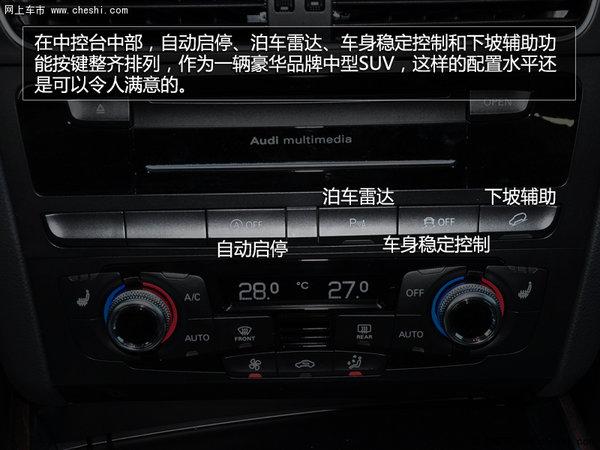 网上车市 www.cheshi.com
在中控台中部，自动启停、泊车雷达、车身稳定控制和下坡辅助功
能按键整齐排列，作为一辆豪华品牌中型SUV，这样的配置水平还
是可以令人满意的。
OPEN
Audi multimedia
泊车雷达
下坡辅助
A OFF
P
OFF
自动启停
车身稳定控制
A/C
28.0 °C 27.0
OFF
AUTO
FRONT
REAR
AUTO